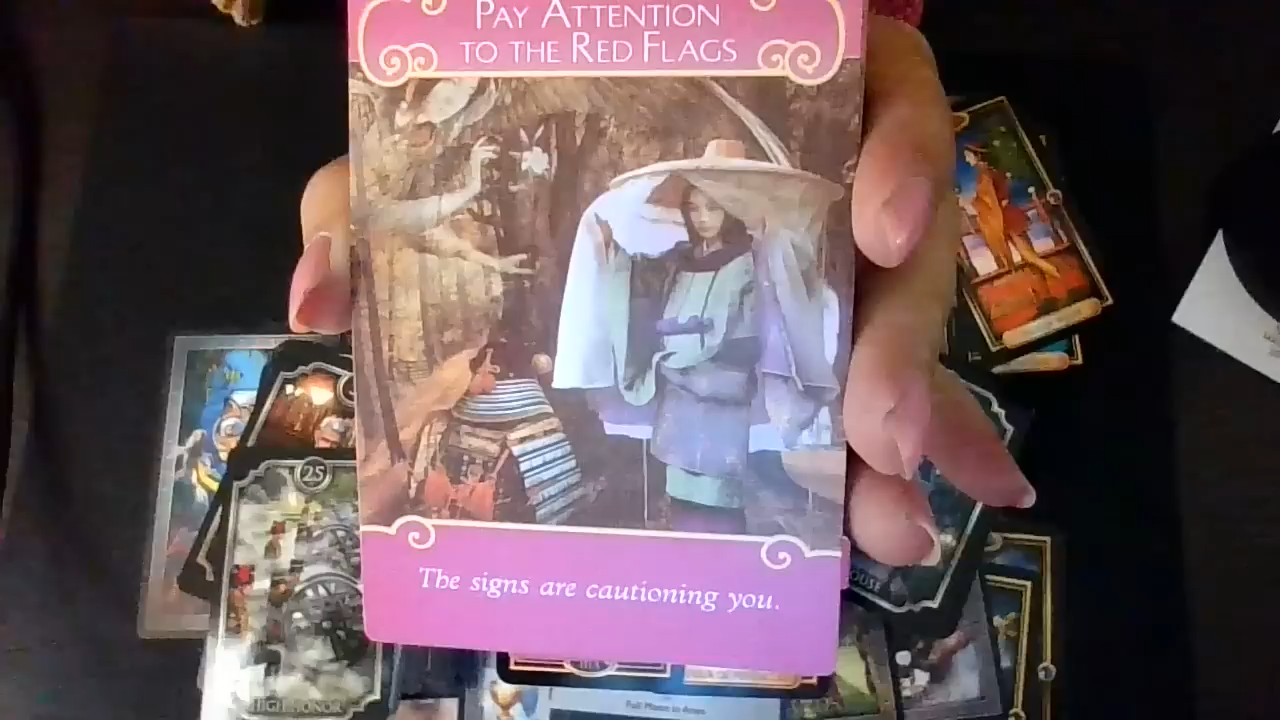 PAY ATTENTION
TO THE RED FLAGS
25
The signs are cautioning you.
HIGH HONOR
Full Moon in Aries